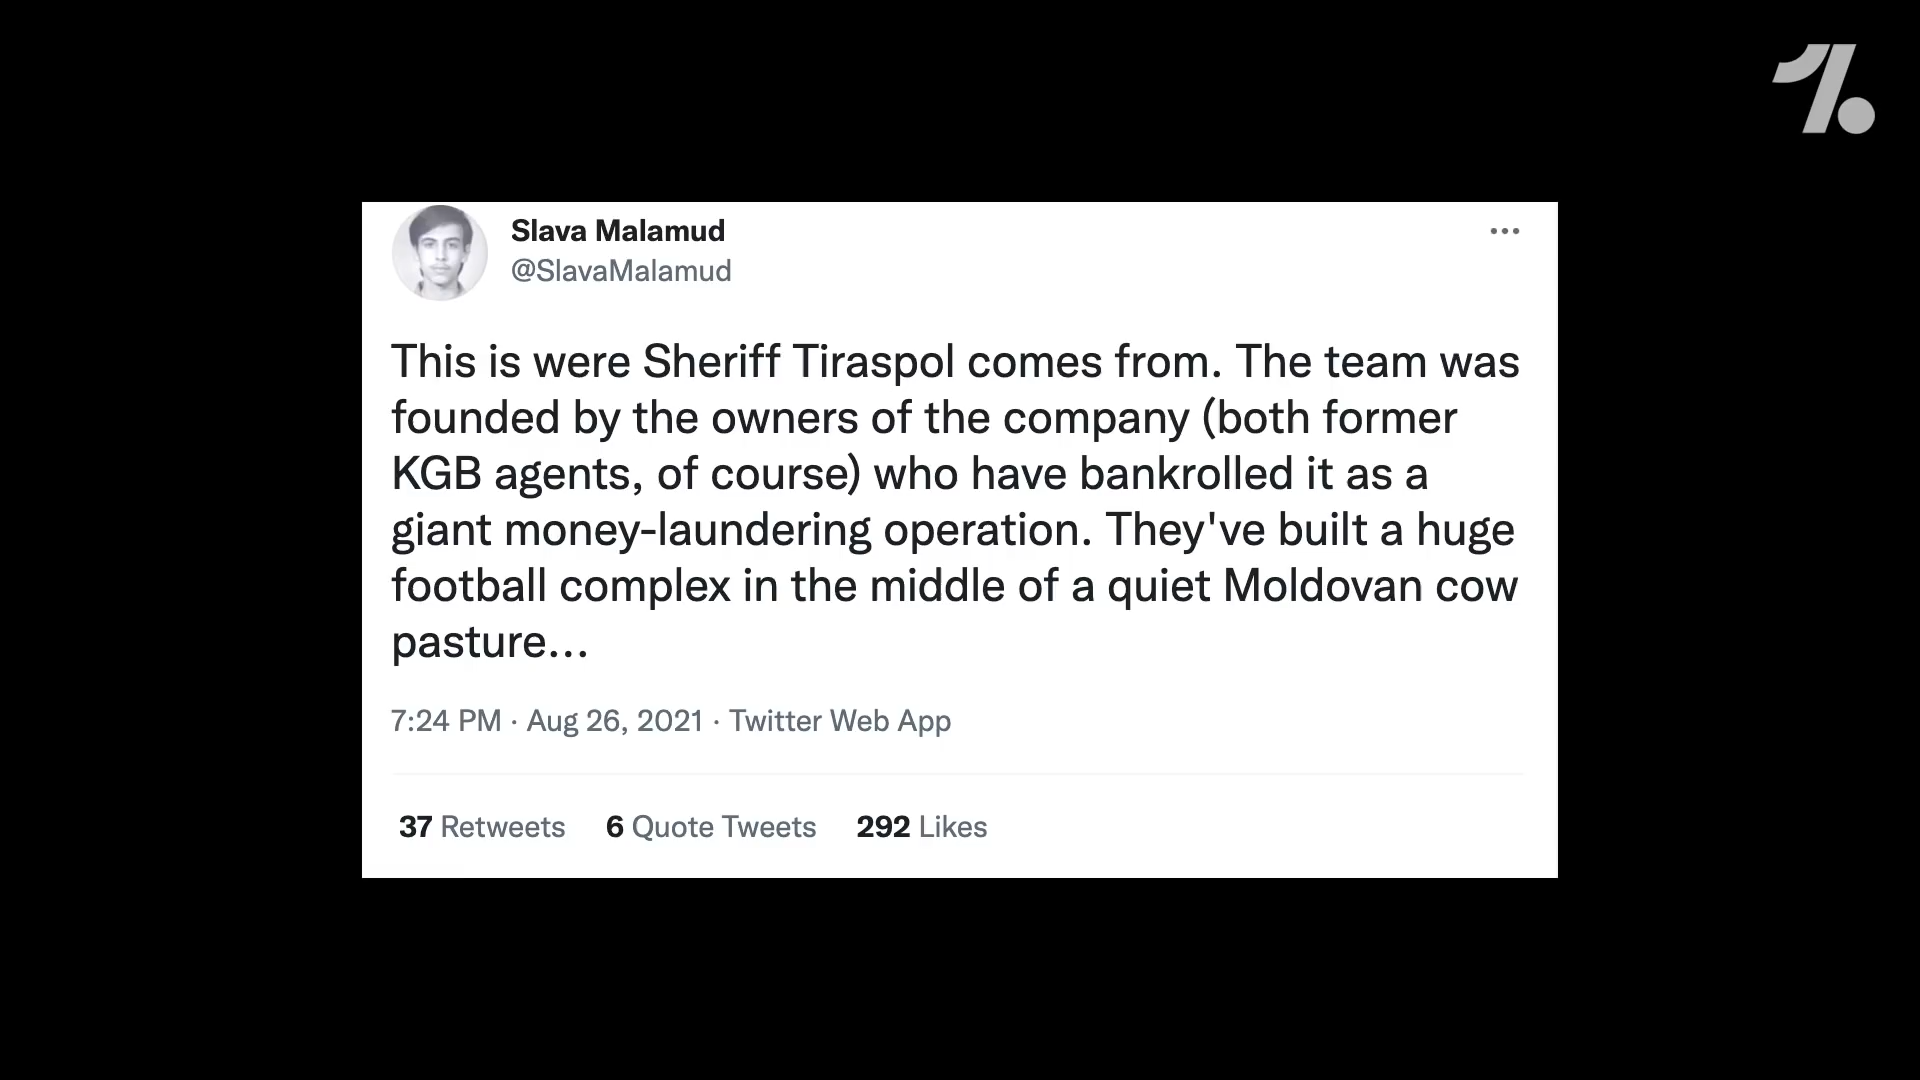 Slava Malamud
@SlavaMalamud
This is were Sheriff Tiraspol comes from. The team was
founded by the owners of the company (both former
KGB agents, of course) who have bankrolled it as a
giant money-laundering operation. They've built a huge
football complex in the middle of a quiet Moldovan cow
pasture...
7:24 PM · Aug 26, 2021 · Twitter Web App
37 Retweets 6 Quote Tweets 292 Likes